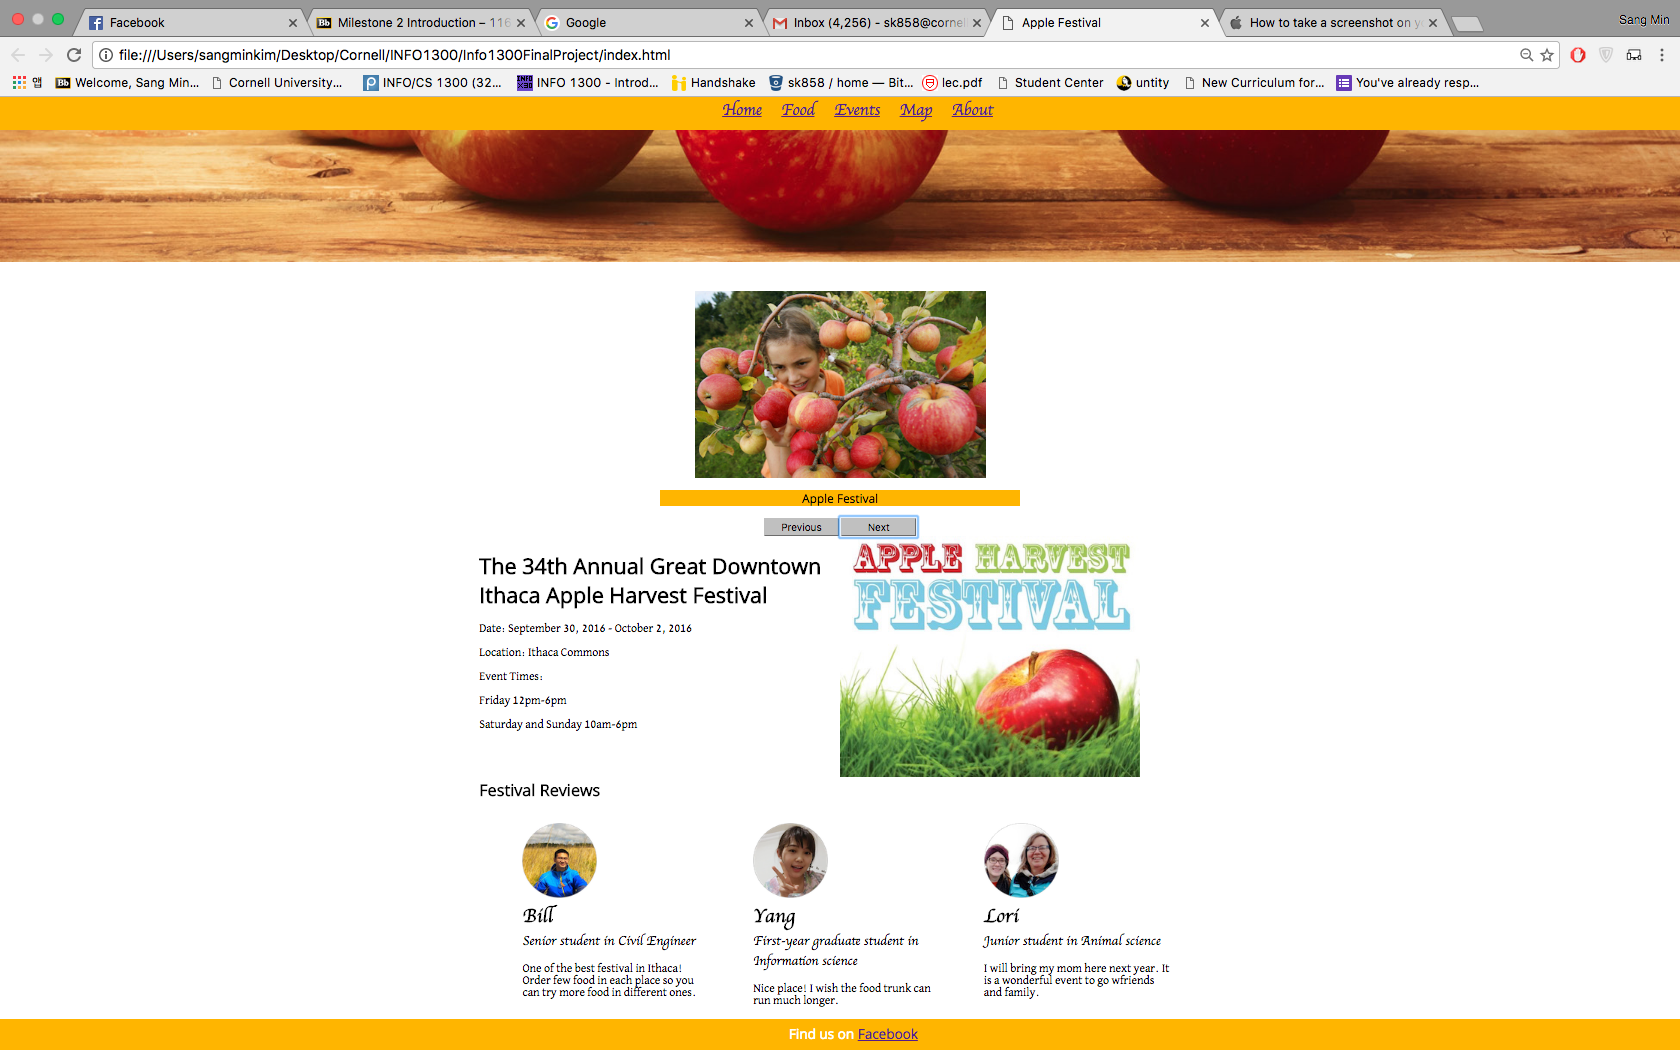 Facebook
Milestone 2 Introduction – 116
Google
Inbox (4,256) - sk858@corne
Apple Festival
How to take a screenshot on y
Sang Min
file:///Users/sangminkim/Desktop/Cornell/INFO1300/Info1300FinalProject/index.html
앱
Bb Welcome, Sang Min...
Cornell University...
INFO/CS 1300 (32...
INFO 1300 - Introd...
Handshake
sk858 / home — Bit...
lec.pdf
Student Center
untity
New Curriculum for...
You've already resp...
Home Food Events Map About
Apple Festival
Previous Next
APPLE HARVEST
FESTIVAL
The 34th Annual Great Downtown
Ithaca Apple Harvest Festival
Date: September 30, 2016 - October 2, 2016
Location: Ithaca Commons
Event Times:
Friday 12pm-6pm
Saturday and Sunday 10am-6pm
Festival Reviews
Bill
Senior student in Civil Engineer
One of the best festival in Ithaca!
Order few food in each place so you
can try more food in different ones.
Yang
First-year graduate student in
Information science
Nice place! I wish the food trunk can
run much longer.
Lori
Junior student in Animal science
I will bring my mom here next year. It
is a wonderful event to go wfriends
and family.
Find us on Facebook